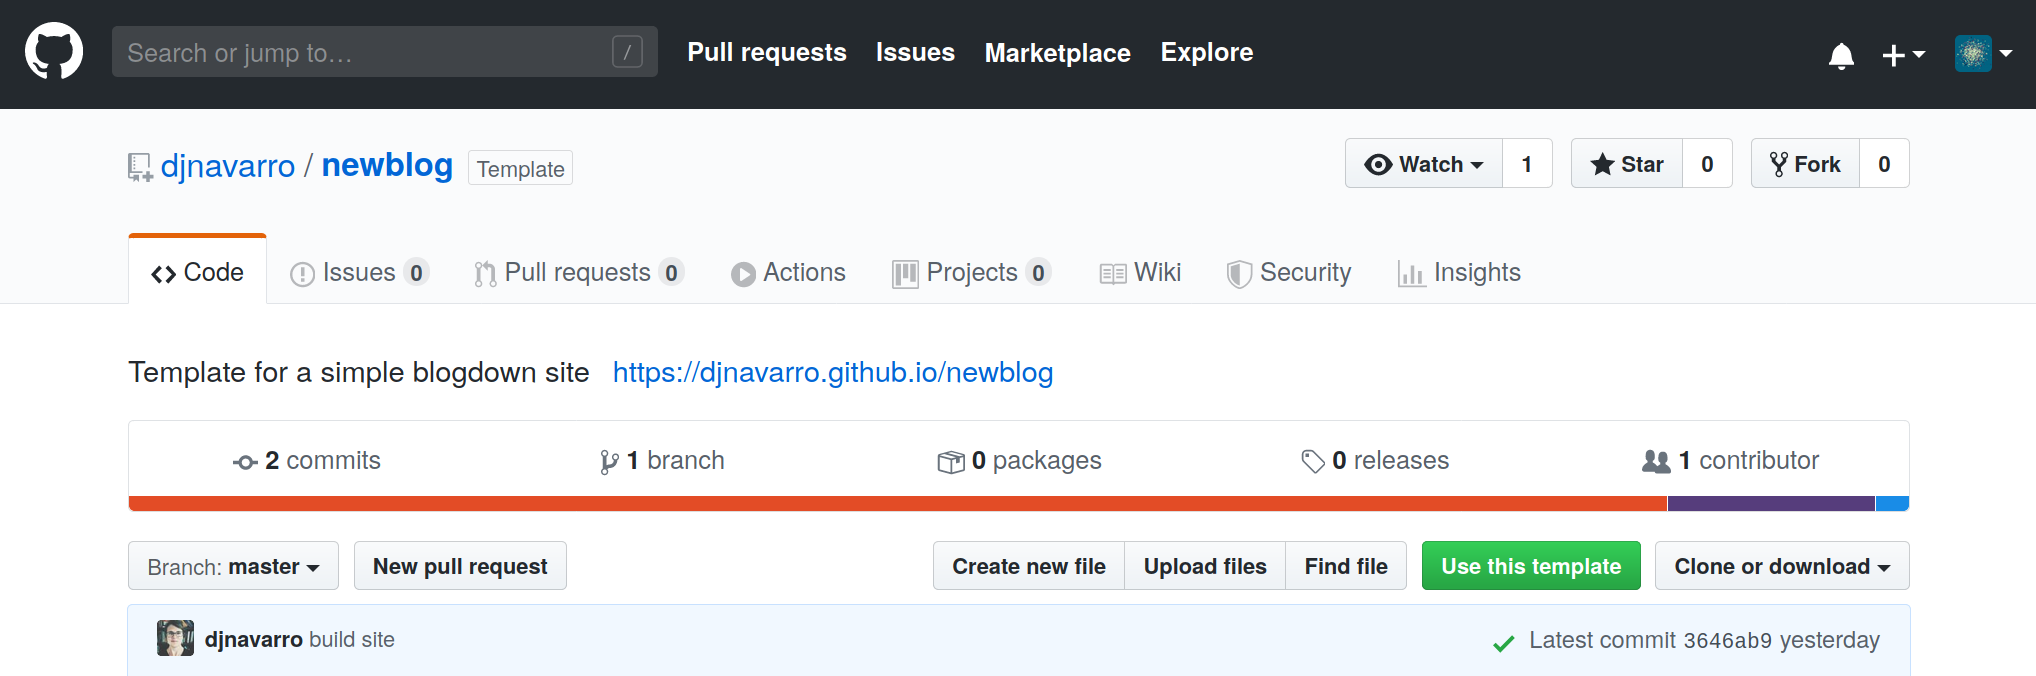 Search or jump to… / Pull requests Issues Marketplace Explore
djnavarro / newblog Template Watch 1 Star 0 Fork 0
Code Issues 0 Pull requests 0 Actions Projects 0 Wiki Security Insights
Template for a simple blogdown site https://djnavarro.github.io/newblog
2 commits 1 branch 0 packages 0 releases 1 contributor
Branch: master New pull request Create new file Upload files Find file Use this template Clone or download
djnavarro build site Latest commit 3646ab9 yesterday